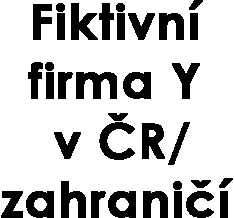 Fiktivní
firma Y
v ČR/
zahraničí